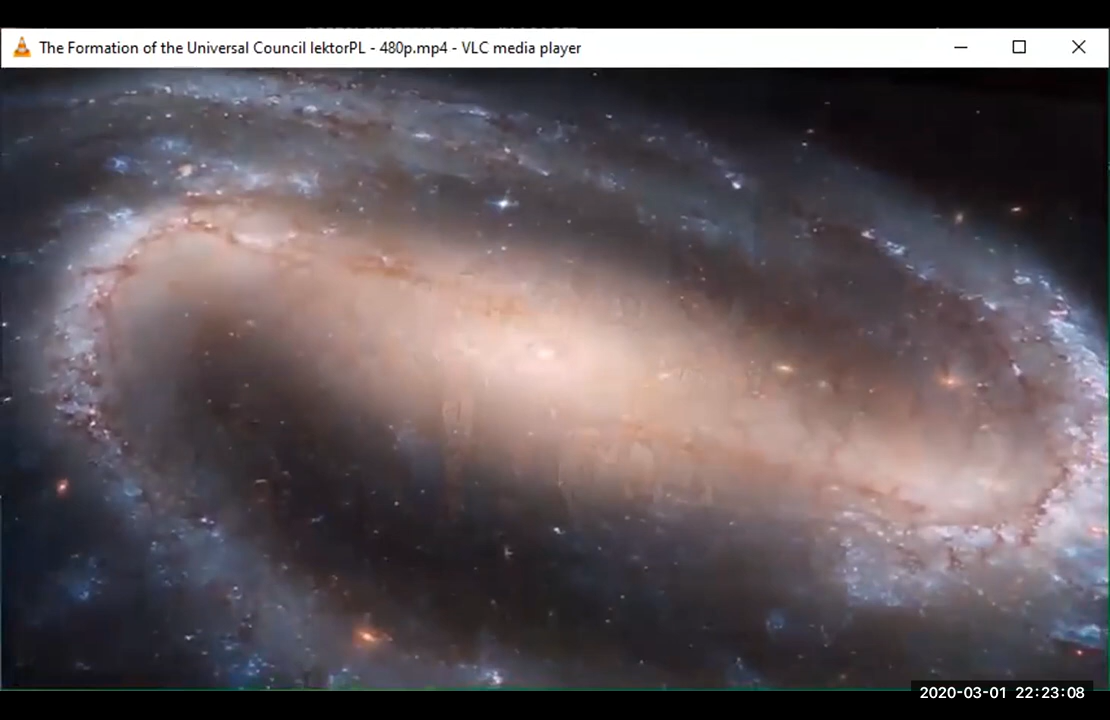 The Formation of the Universal Council lektorPL - 480p.mp4 - VLC media player
2020-03-01 22:23:08